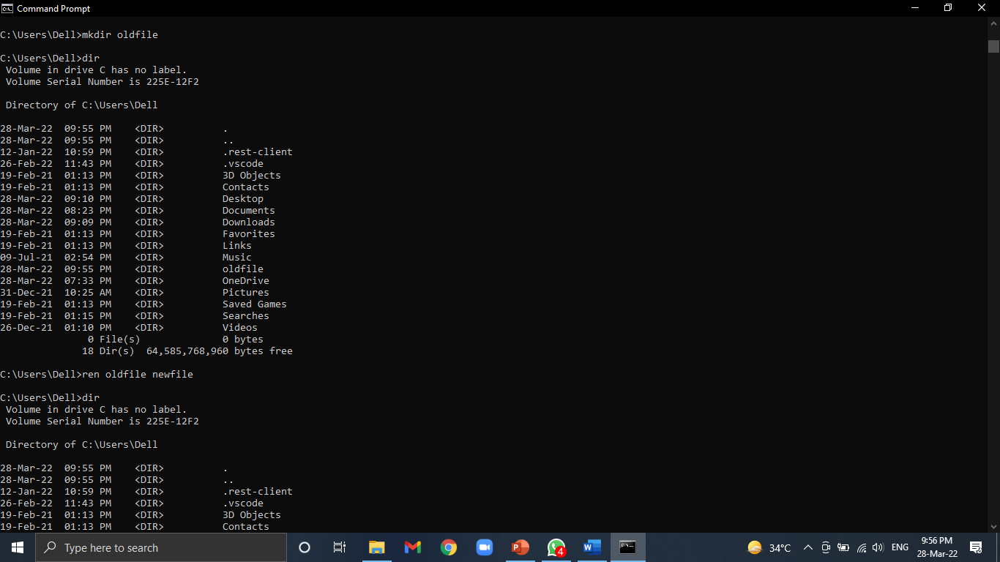 Command Prompt
C:\Users\Dell>mkdir oldfile
C:\Users\Dell>dir
Volume in drive C has no label.
Volume Serial Number is 225E-12F2
Directory of C:\Users\Dell
28-Mar-22  09:55 PM    <DIR>          .
28-Mar-22  09:55 PM    <DIR>          ..
12-Jan-22  10:59 PM    <DIR>          .rest-client
26-Feb-22  11:43 PM    <DIR>          .vscode
19-Feb-21  01:13 PM    <DIR>          3D Objects
19-Feb-21  01:13 PM    <DIR>          Contacts
28-Mar-22  09:10 PM    <DIR>          Desktop
28-Mar-22  08:23 PM    <DIR>          Documents
28-Mar-22  09:09 PM    <DIR>          Downloads
19-Feb-21  01:13 PM    <DIR>          Favorites
19-Feb-21  01:13 PM    <DIR>          Links
09-Jul-21  02:54 PM    <DIR>          Music
28-Mar-22  09:55 PM    <DIR>          oldfile
28-Mar-22  07:33 PM    <DIR>          OneDrive
31-Dec-21  10:25 AM    <DIR>          Pictures
19-Feb-21  01:13 PM    <DIR>          Saved Games
19-Feb-21  01:15 PM    <DIR>          Searches
26-Dec-21  01:10 PM    <DIR>          Videos
0 File(s)              0 bytes
18 Dir(s)  64,585,768,960 bytes free
C:\Users\Dell>ren oldfile newfile
C:\Users\Dell>dir
Volume in drive C has no label.
Volume Serial Number is 225E-12F2
Directory of C:\Users\Dell
28-Mar-22  09:55 PM    <DIR>          .
28-Mar-22  09:55 PM    <DIR>          ..
12-Jan-22  10:59 PM    <DIR>          .rest-client
26-Feb-22  11:43 PM    <DIR>          .vscode
19-Feb-21  01:13 PM    <DIR>          3D Objects
19-Feb-21  01:13 PM    <DIR>          Contacts
Type here to search
4
34°C
ENG
9:56 PM
28-Mar-22